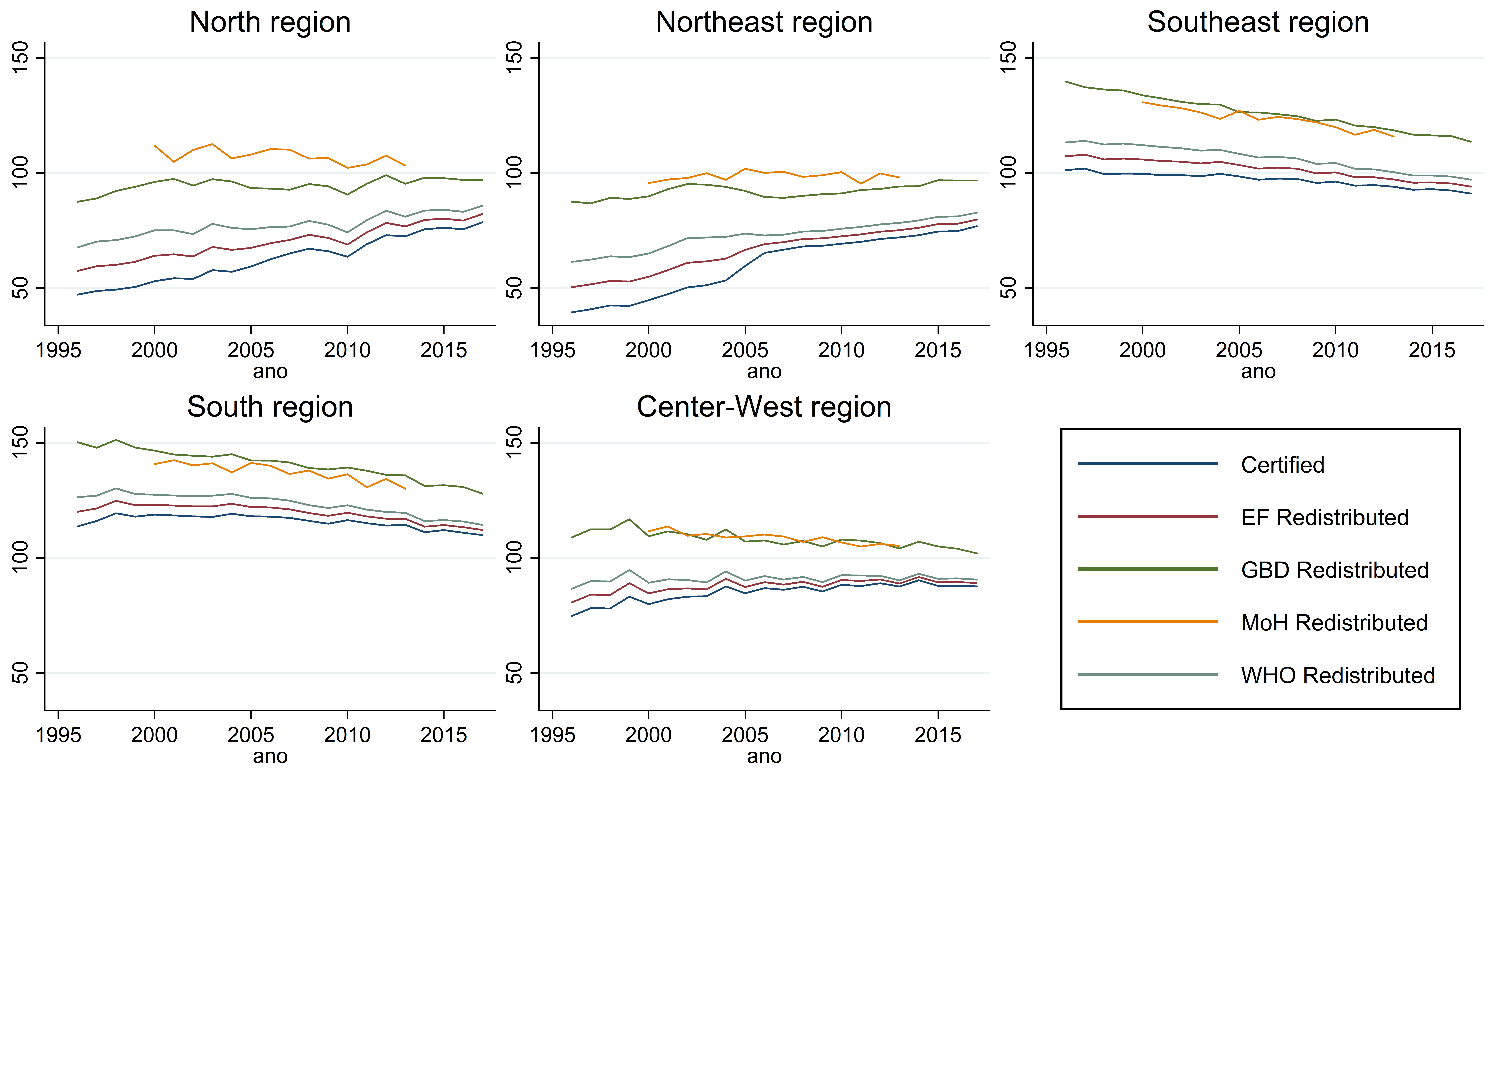 North region
150
100
50
1995 2000 2005 2010 2015
ano
Northeast region
150
100
50
1995 2000 2005 2010 2015
ano
Southeast region
150
100
50
1995 2000 2005 2010 2015
ano
South region
150
100
50
1995 2000 2005 2010 2015
ano
Center-West region
150
100
50
1995 2000 2005 2010 2015
ano
Certified
EF Redistributed
GBD Redistributed
MoH Redistributed
WHO Redistributed